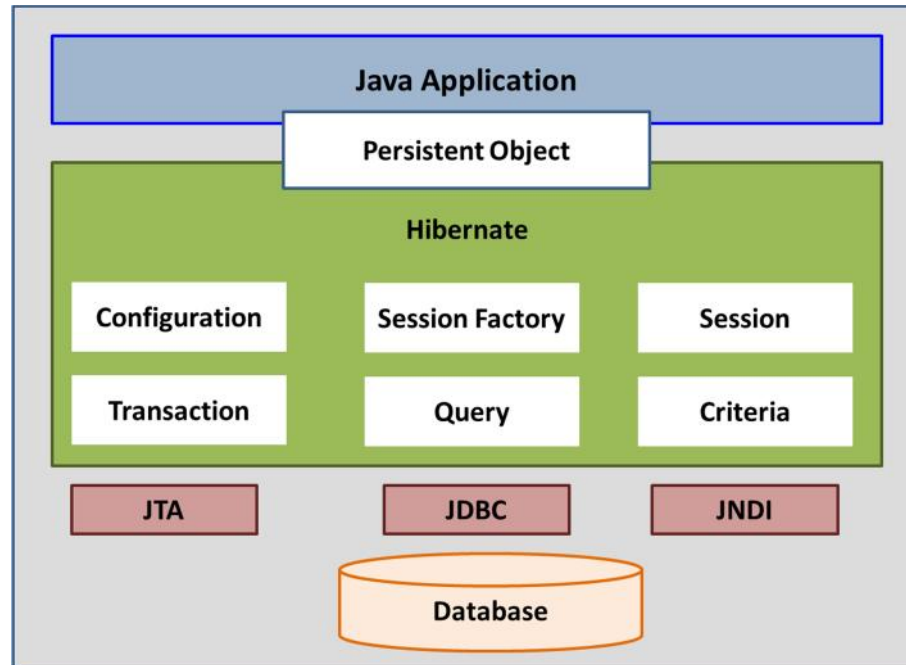 Java Application
Persistent Object
Hibernate
Configuration
Session Factory
Session
Transaction
Query
Criteria
JTA
JDBC
JNDI
Database